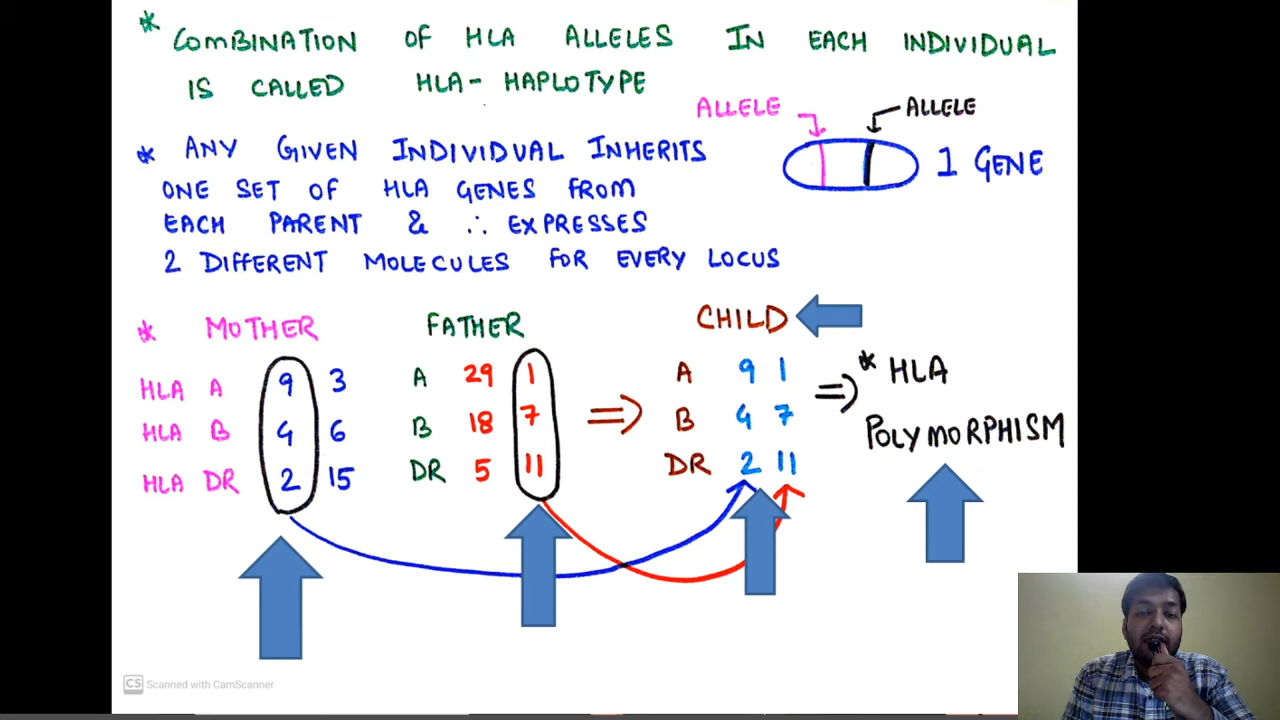 * COMBINATION OF HLA ALLELES IN EACH INDIVIDUAL
IS CALLED HLA- HAPLOTYPE
ALLELE ALLELE
1 GENE
* ANY GIVEN INDIVIDUAL INHERITS
ONE SET OF HLA GENES FROM
EACH PARENT & ∴ EXPRESSES
2 DIFFERENT MOLECULES FOR EVERY LOCUS
* MOTHER FATHER CHILD
HLA A 9 3 A 29 1 ⇒ A 9 1 ⇒ * HLA
HLA B 4 6 B 18 7 B 4 7 POLYMORPHISM
HLA DR 2 15 DR 5 11 DR 2 11
CS Scanned with CamScanner